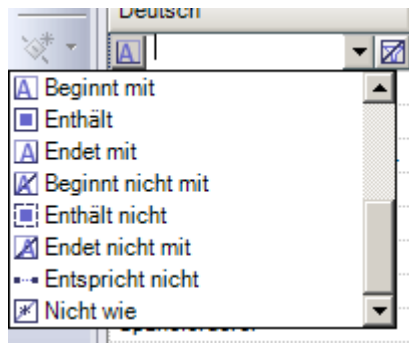 Deutsch
Beginnt mit
Enthält
Endet mit
Beginnt nicht mit
Enthält nicht
Endet nicht mit
Entspricht nicht
Nicht wie